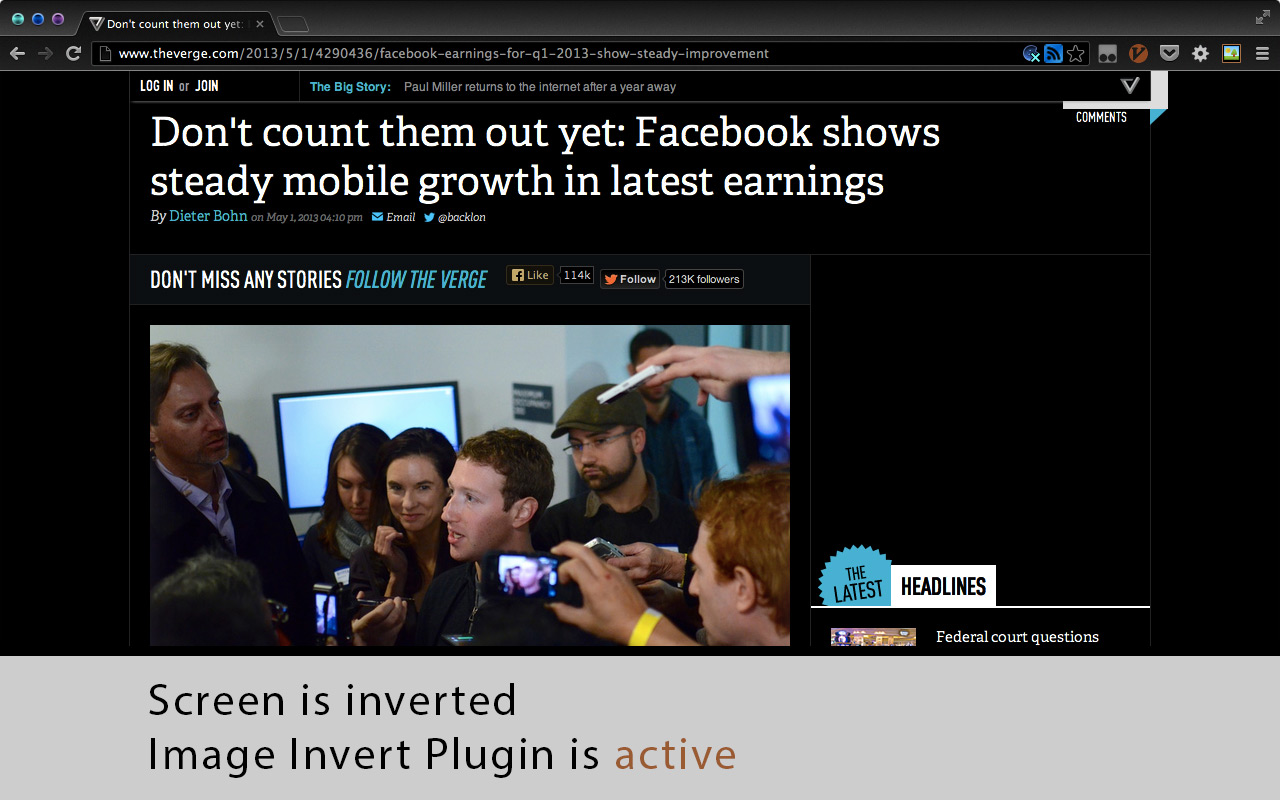 Don't count them out yet:
www.theverge.com/2013/5/1/4290436/facebook-earnings-for-q1-2013-show-steady-improvement
LOG IN or JOIN
The Big Story: Paul Miller returns to the internet after a year away
COMMENTS
Don't count them out yet: Facebook shows
steady mobile growth in latest earnings
By Dieter Bohn on May 1, 2013 04:10 pm Email @backlon
DON'T MISS ANY STORIES FOLLOW THE VERGE Like 114k Follow 213K followers
MAXIMUM
OCCUPANCY
THE
LATEST
HEADLINES
Federal court questions
Screen is inverted
Image Invert Plugin is active